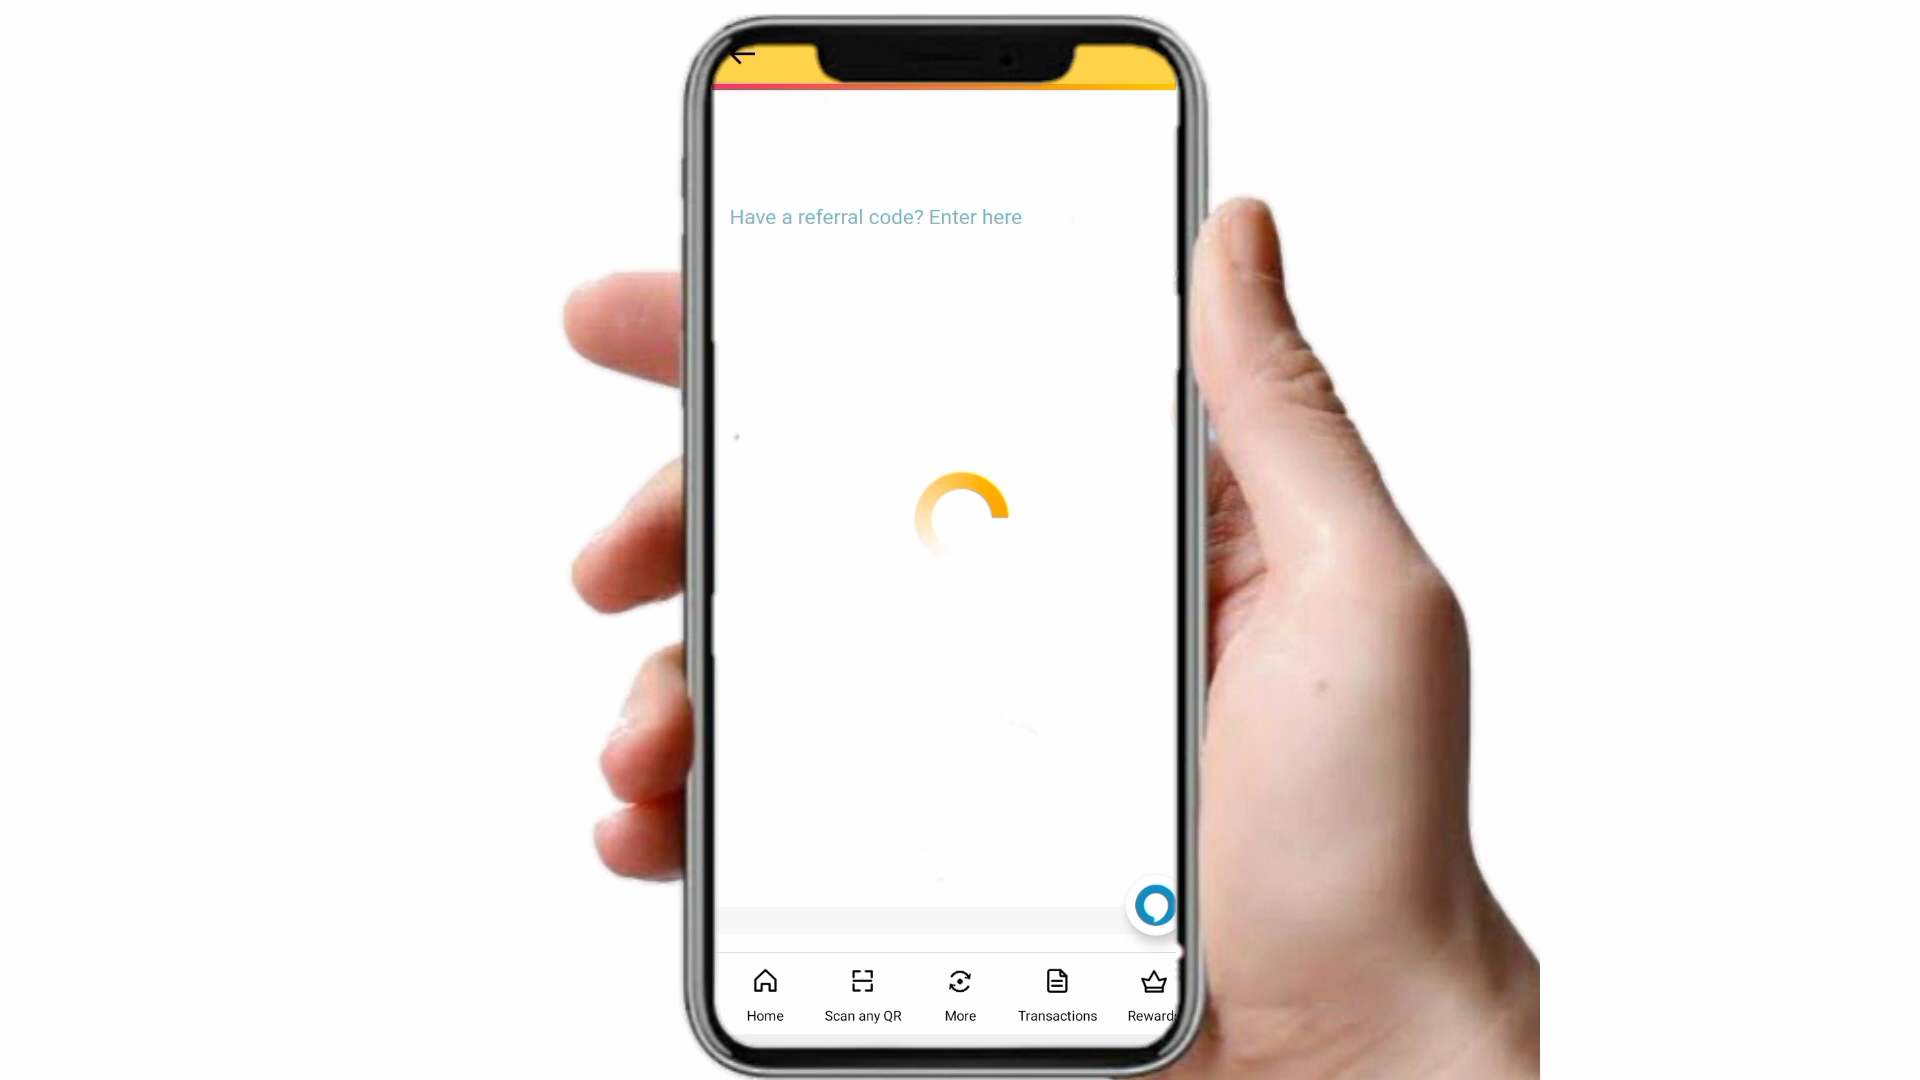 Have a referral code? Enter here
Home
Scan any QR
More
Transactions
Reward